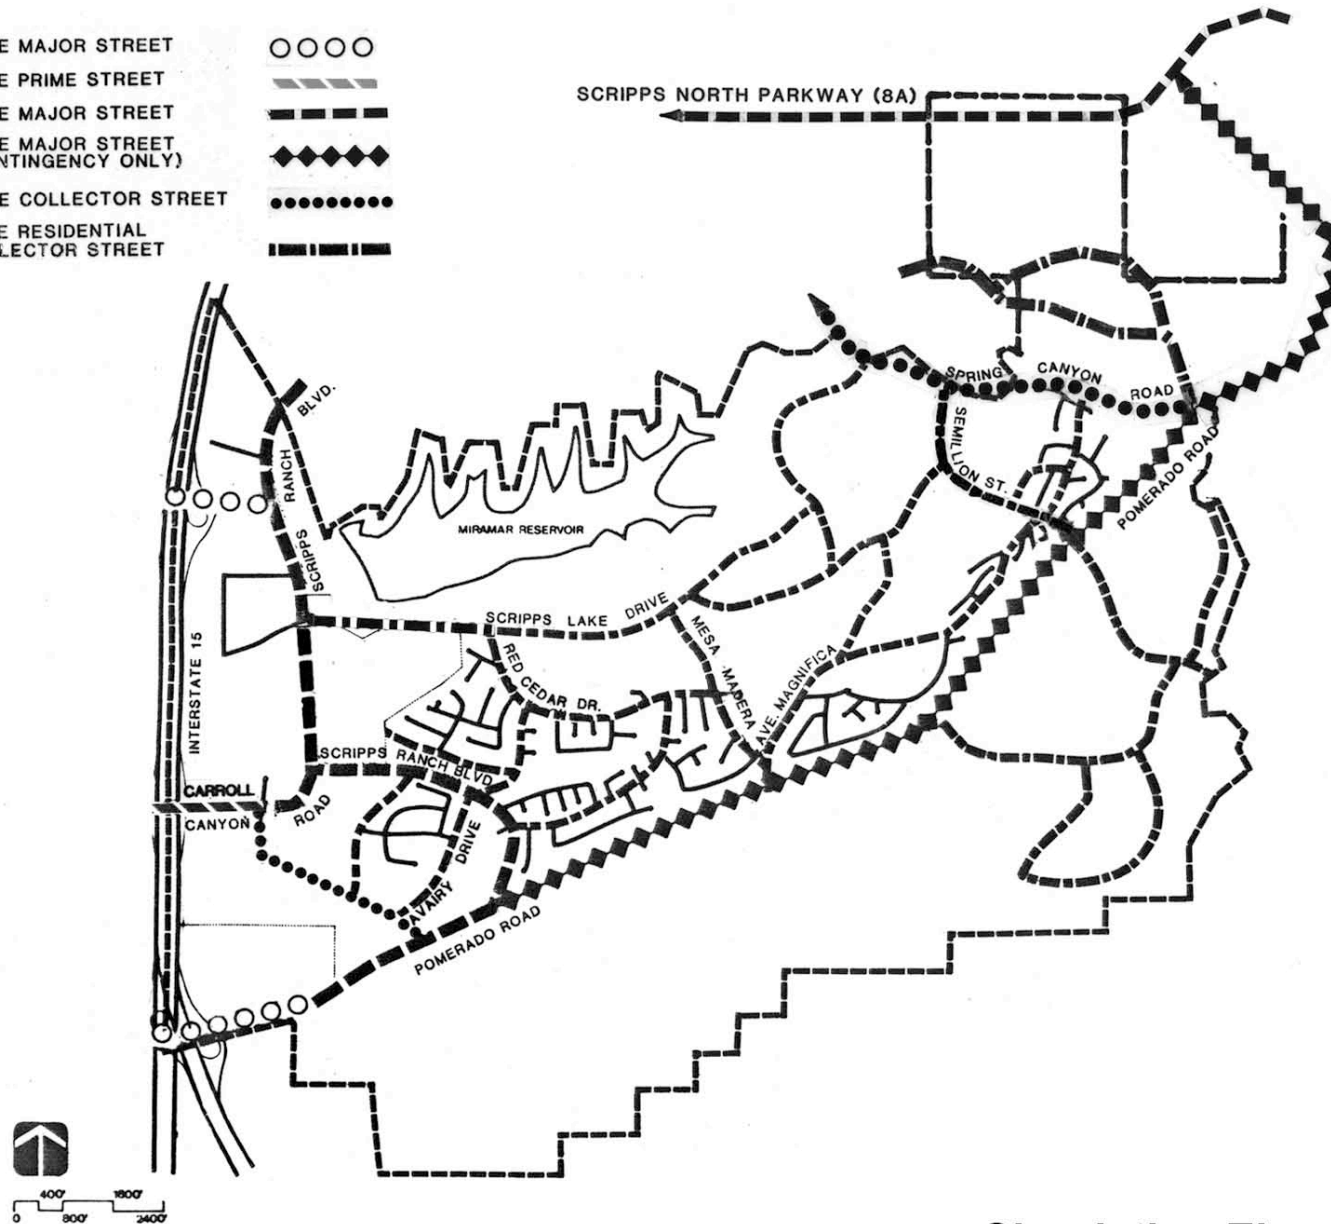 E MAJOR STREET
E PRIME STREET
E MAJOR STREET
E MAJOR STREET
NTINGENCY ONLY)
E COLLECTOR STREET
E RESIDENTIAL
LECTOR STREET
SCRIPPS NORTH PARKWAY (8A)
BLVD.
RANCH
SCRIPPS
SPRING CANYON ROAD
SEMILLION ST.
POMERADO ROAD
MIRAMAR RESERVOIR
INTERSTATE 15
SCRIPPS LAKE DRIVE
RED CEDAR DR.
MESA MADERA
AVE. MAGNIFICA
SCRIPPS RANCH BLVD
CARROLL
CANYON ROAD
AVAIRY DRIVE
POMERADO ROAD
400' 1600'
0 800' 2400'